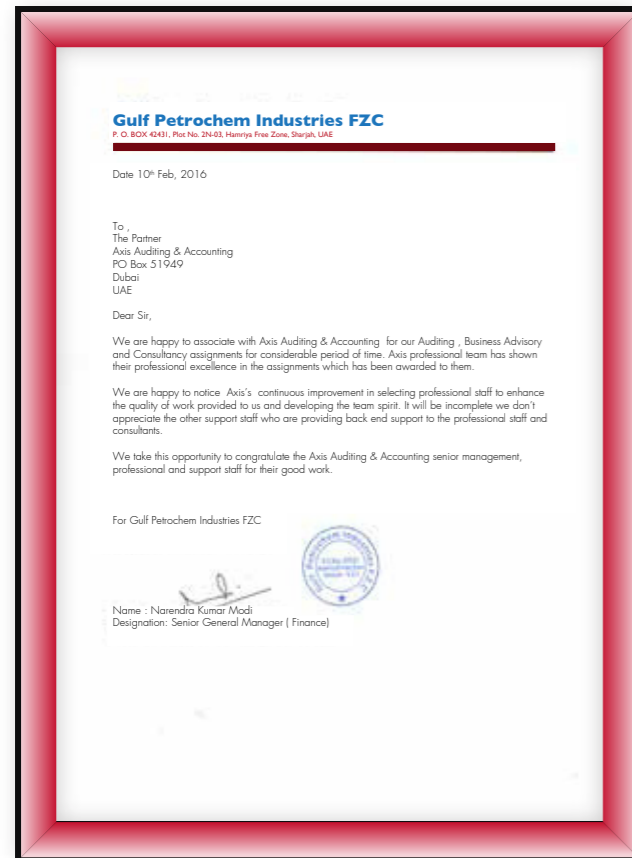 Gulf Petrochem Industries FZC
P. O. BOX 42431, Plot No. 2N-03, Hamriya Free Zone, Sharjah, UAE
Date 10th Feb, 2016
To ,
The Partner
Axis Auditing & Accounting
PO Box 51949
Dubai
UAE
Dear Sir,
We are happy to associate with Axis Auditing & Accounting for our Auditing , Business Advisory
and Consultancy assignments for considerable period of time. Axis professional team has shown
their professional excellence in the assignments which has been awarded to them.
We are happy to notice Axis's continuous improvement in selecting professional staff to enhance
the quality of work provided to us and developing the team spirit. It will be incomplete we don't
appreciate the other support staff who are providing back end support to the professional staff and
consultants.
We take this opportunity to congratulate the Axis Auditing & Accounting senior management,
professional and support staff for their good work.
For Gulf Petrochem Industries FZC
Name : Narendra Kumar Modi
Designation: Senior General Manager ( Finance)